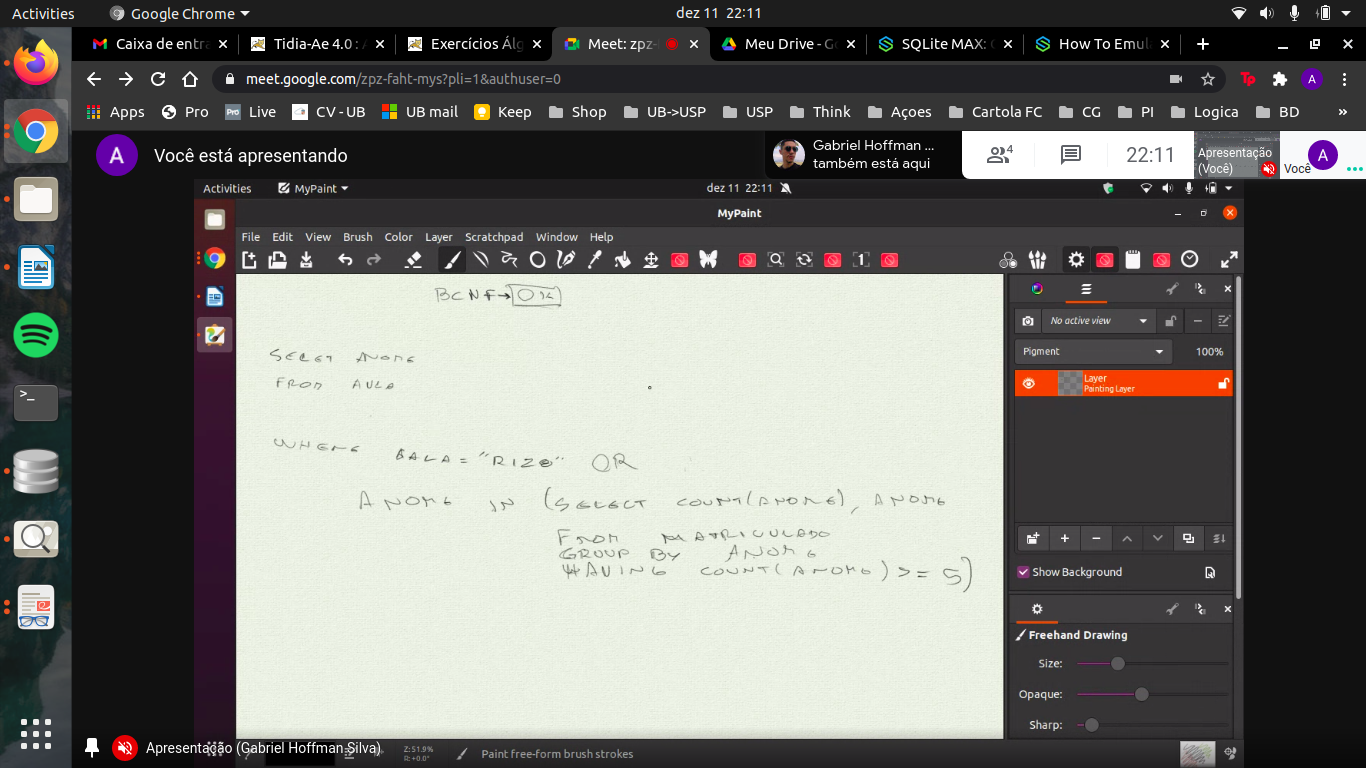 Activities Google Chrome dez 11 22:11
Caixa de entra Tidia-Ae 4.0 : A Exercícios Álg Meet: zpz- Meu Drive - Go SQLite MAX: G How To Emula
meet.google.com/zpz-faht-mys?pli=1&authuser=0
Apps Pro Live CV - UB UB mail Keep Shop UB->USP USP Think Açoes Cartola FC CG PI Logica BD »
A Você está apresentando
Gabriel Hoffman ...
também está aqui
4
22:11
Apresentação
(Você)
Você
A
Activities MyPaint dez 11 22:11
MyPaint
File Edit View Brush Color Layer Scratchpad Window Help
BCNF→OK
No active view
Pigment 100%
Layer
Painting Layer
SELECT ANOME
FROM AULA
WHERE SALA="R128" OR
ANOME IN (SELECT COUNT(ANOME), ANOME
FROM MATRICULADO
GROUP BY ANOME
HAVING COUNT(ANOME) >= 5)
Show Background
Freehand Drawing
Size:
Opaque:
Sharp:
Apresentação (Gabriel Hoffman Silva)
Z: 51.9%
R: +0.0°
Paint free-form brush strokes